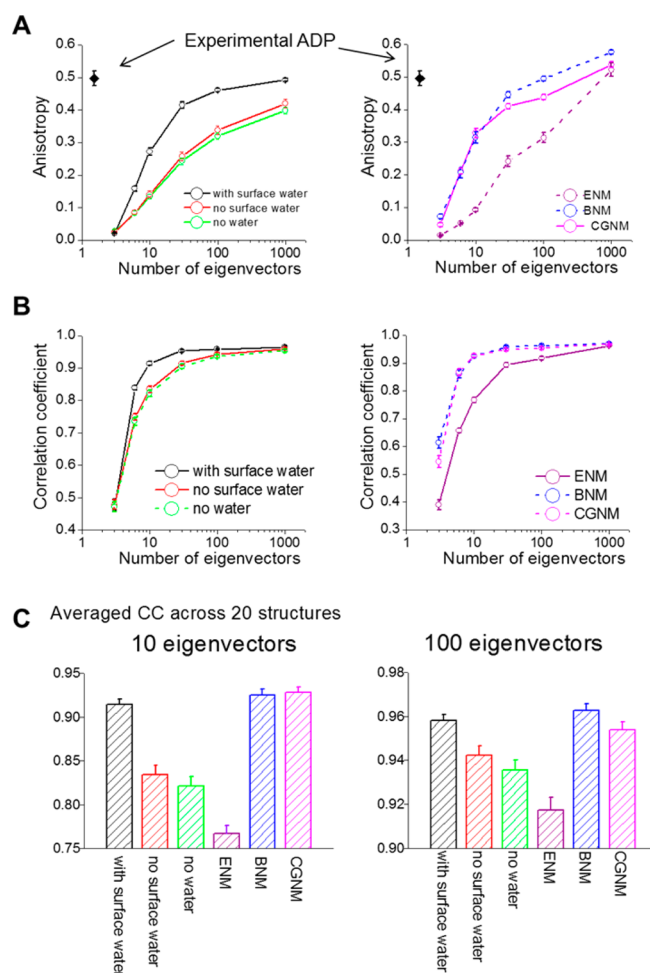 A
Experimental ADP
0.6
0.5
0.4
0.3
0.2
0.1
0.0
Anisotropy
with surface water
no surface water
no water
1
10
100
1000
Number of eigenvectors
0.6
0.5
0.4
0.3
0.2
0.1
0.0
Anisotropy
ENM
BNM
CGNM
1
10
100
1000
Number of eigenvectors
B
1.0
0.9
0.8
0.7
0.6
0.5
0.4
Correlation coefficient
with surface water
no surface water
no water
1
10
100
1000
Number of eigenvectors
1.0
0.9
0.8
0.7
0.6
0.5
0.4
0.3
Correlation coefficient
ENM
BNM
CGNM
1
10
100
1000
Number of eigenvectors
C
Averaged CC across 20 structures
10 eigenvectors
0.95
0.90
0.85
0.80
0.75
with surface water
no surface water
no water
ENM
BNM
CGNM
100 eigenvectors
0.98
0.96
0.94
0.92
0.90
with surface water
no surface water
no water
ENM
BNM
CGNM